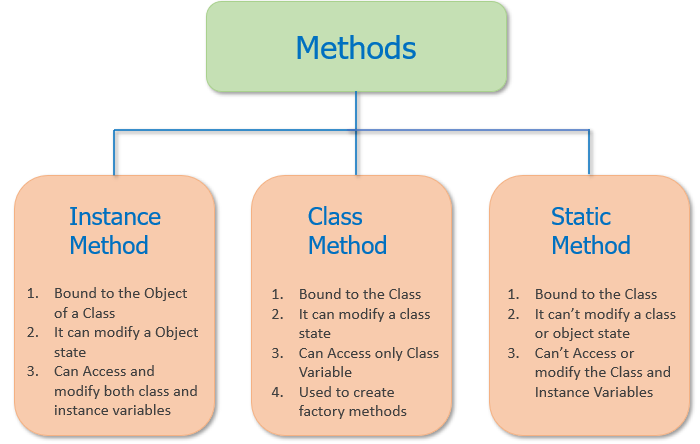 Methods
Instance
Method
1. Bound to the Object
of a Class
2. It can modify a Object
state
3. Can Access and
modify both class and
instance variables
Class
Method
1. Bound to the Class
2. It can modify a class
state
3. Can Access only Class
Variable
4. Used to create
factory methods
Static
Method
1. Bound to the Class
2. It can’t modify a class
or object state
3. Can’t Access or
modify the Class and
Instance Variables